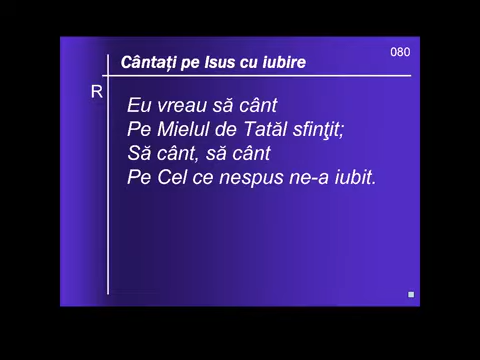 080
Cântați pe Isus cu iubire
R
Eu vreau să cânt
Pe Mielul de Tatăl sfinţit;
Să cânt, să cânt
Pe Cel ce nespus ne-a iubit.